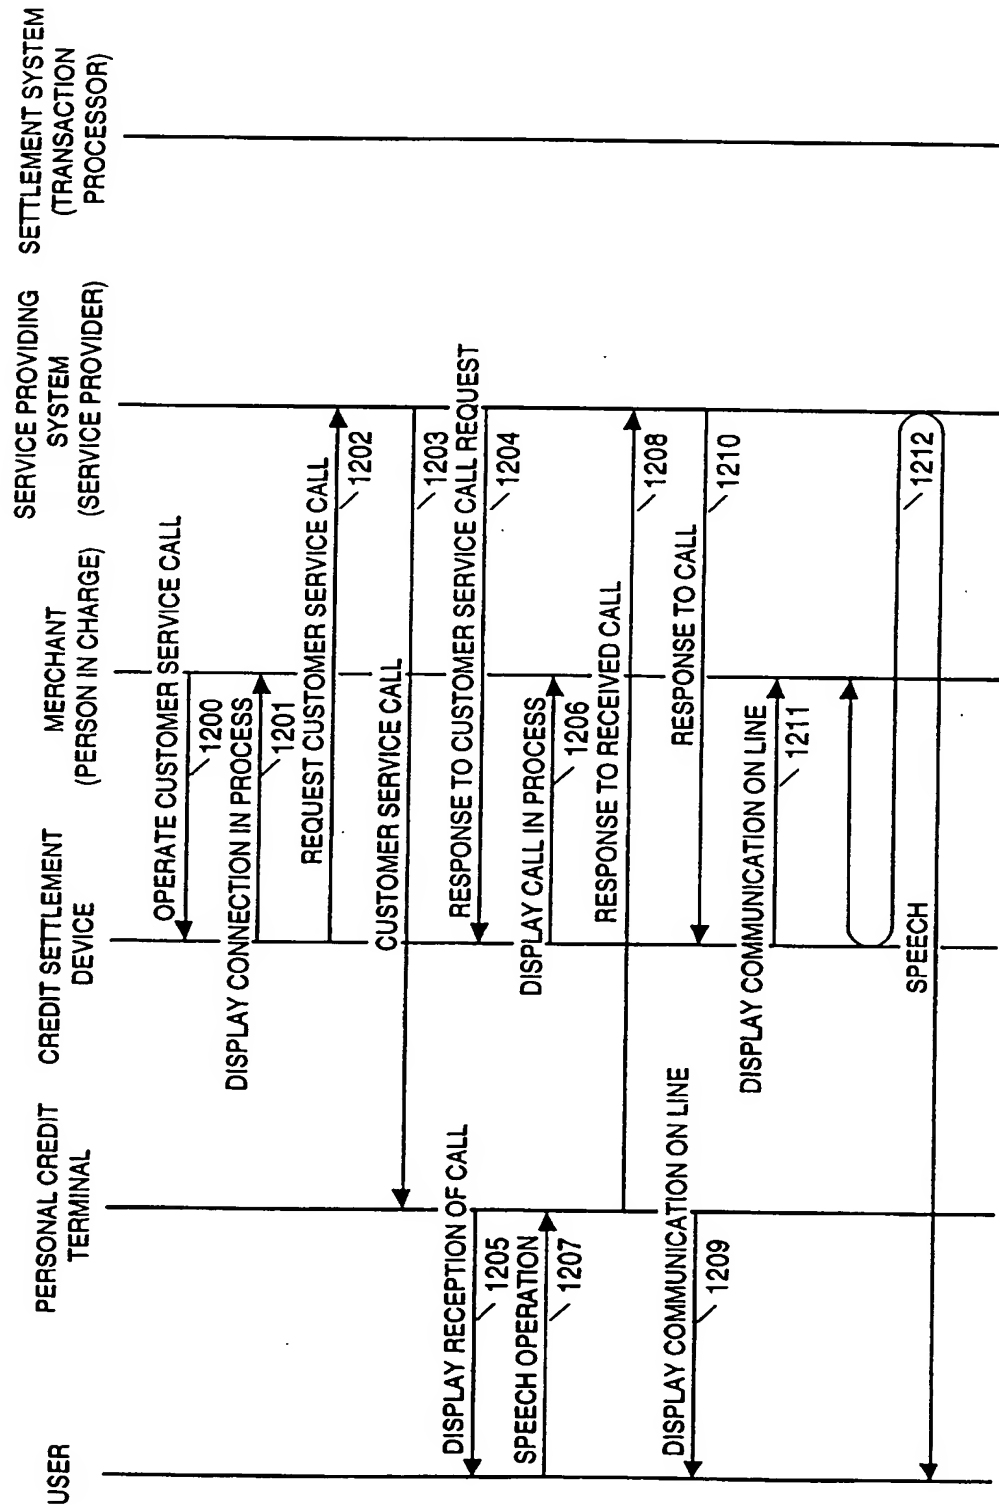 USER
PERSONAL CREDIT
TERMINAL
CREDIT SETTLEMENT
DEVICE
MERCHANT
(PERSON IN CHARGE)
SERVICE PROVIDING
SYSTEM
(SERVICE PROVIDER)
SETTLEMENT SYSTEM
(TRANSACTION
PROCESSOR)
OPERATE CUSTOMER SERVICE CALL
1200
DISPLAY CONNECTION IN PROCESS
1201
REQUEST CUSTOMER SERVICE CALL
1202
CUSTOMER SERVICE CALL
1203
RESPONSE TO CUSTOMER SERVICE CALL REQUEST
1204
DISPLAY RECEPTION OF CALL
1205
DISPLAY CALL IN PROCESS
1206
SPEECH OPERATION
1207
RESPONSE TO RECEIVED CALL
1208
DISPLAY COMMUNICATION ON LINE
1209
RESPONSE TO CALL
1210
DISPLAY COMMUNICATION ON LINE
1211
1212
SPEECH